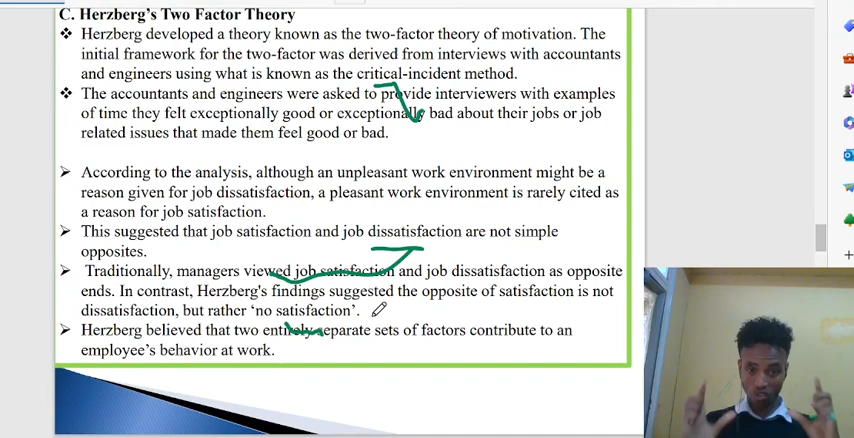 C. Herzberg's Two Factor Theory
❖ Herzberg developed a theory known as the two-factor theory of motivation. The
initial framework for the two-factor was derived from interviews with accountants
and engineers using what is known as the critical-incident method.
❖ The accountants and engineers were asked to provide interviewers with examples
of time they felt exceptionally good or exceptionally bad about their jobs or job
related issues that made them feel good or bad.
➢ According to the analysis, although an unpleasant work environment might be a
reason given for job dissatisfaction, a pleasant work environment is rarely cited as
a reason for job satisfaction.
➢ This suggested that job satisfaction and job dissatisfaction are not simple
opposites.
➢ Traditionally, managers viewed job satisfaction and job dissatisfaction as opposite
ends. In contrast, Herzberg's findings suggested the opposite of satisfaction is not
dissatisfaction, but rather 'no satisfaction'.
➢ Herzberg believed that two entirely separate sets of factors contribute to an
employee's behavior at work.